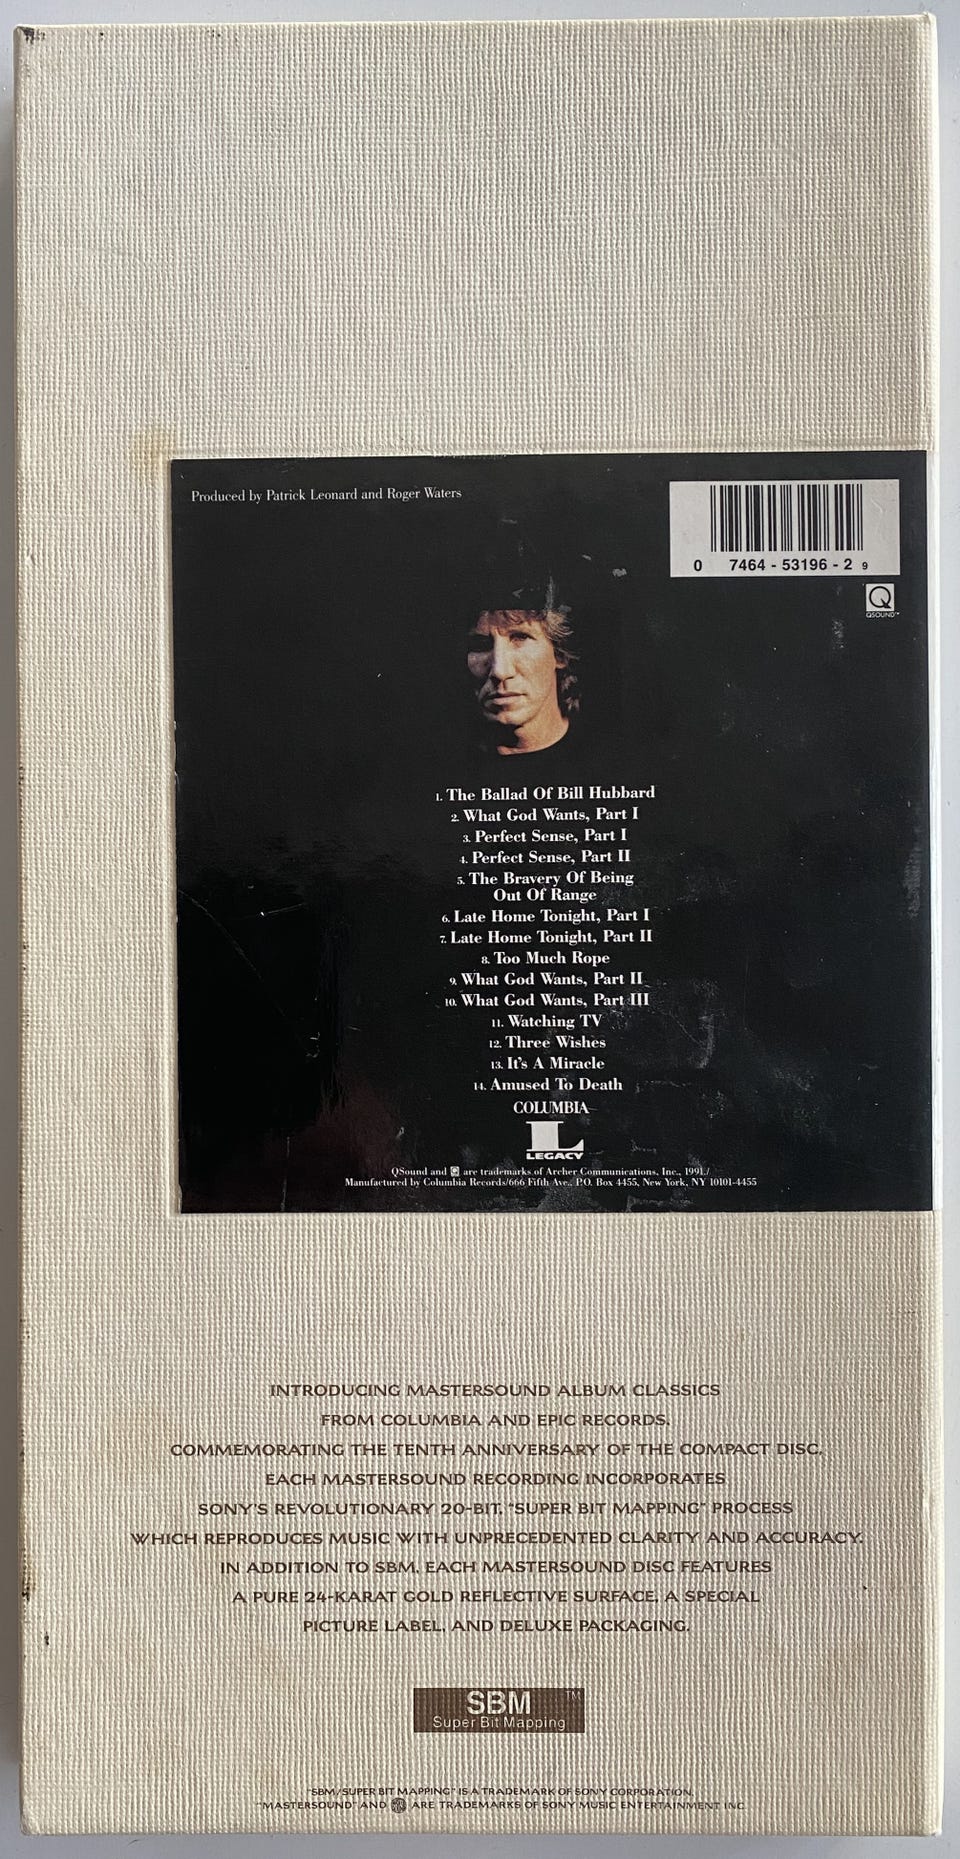 Produced by Patrick Leonard and Roger Waters
0 7464 - 53196 - 2 9
Q
QSOUND™
1. The Ballad Of Bill Hubbard
2. What God Wants, Part I
3. Perfect Sense, Part I
4. Perfect Sense, Part II
5. The Bravery Of Being
Out Of Range
6. Late Home Tonight, Part I
7. Late Home Tonight, Part II
8. Too Much Rope
9. What God Wants, Part II
10. What God Wants, Part III
11. Watching TV
12. Three Wishes
13. It's A Miracle
14. Amused To Death
COLUMBIA
L
LEGACY
QSound and Q are trademarks of Archer Communications, Inc., 1991./
Manufactured by Columbia Records/666 Fifth Ave., P.O. Box 4455, New York, NY 10101-4455
INTRODUCING MASTERSOUND ALBUM CLASSICS
FROM COLUMBIA AND EPIC RECORDS.
COMMEMORATING THE TENTH ANNIVERSARY OF THE COMPACT DISC,
EACH MASTERSOUND RECORDING INCORPORATES
SONY'S REVOLUTIONARY 20-BIT, "SUPER BIT MAPPING" PROCESS
WHICH REPRODUCES MUSIC WITH UNPRECEDENTED CLARITY AND ACCURACY.
IN ADDITION TO SBM, EACH MASTERSOUND DISC FEATURES
A PURE 24-KARAT GOLD REFLECTIVE SURFACE, A SPECIAL
PICTURE LABEL, AND DELUXE PACKAGING.
SBM™
Super Bit Mapping
"SBM/SUPER BIT MAPPING" IS A TRADEMARK OF SONY CORPORATION.
"MASTERSOUND" AND ARE TRADEMARKS OF SONY MUSIC ENTERTAINMENT INC.